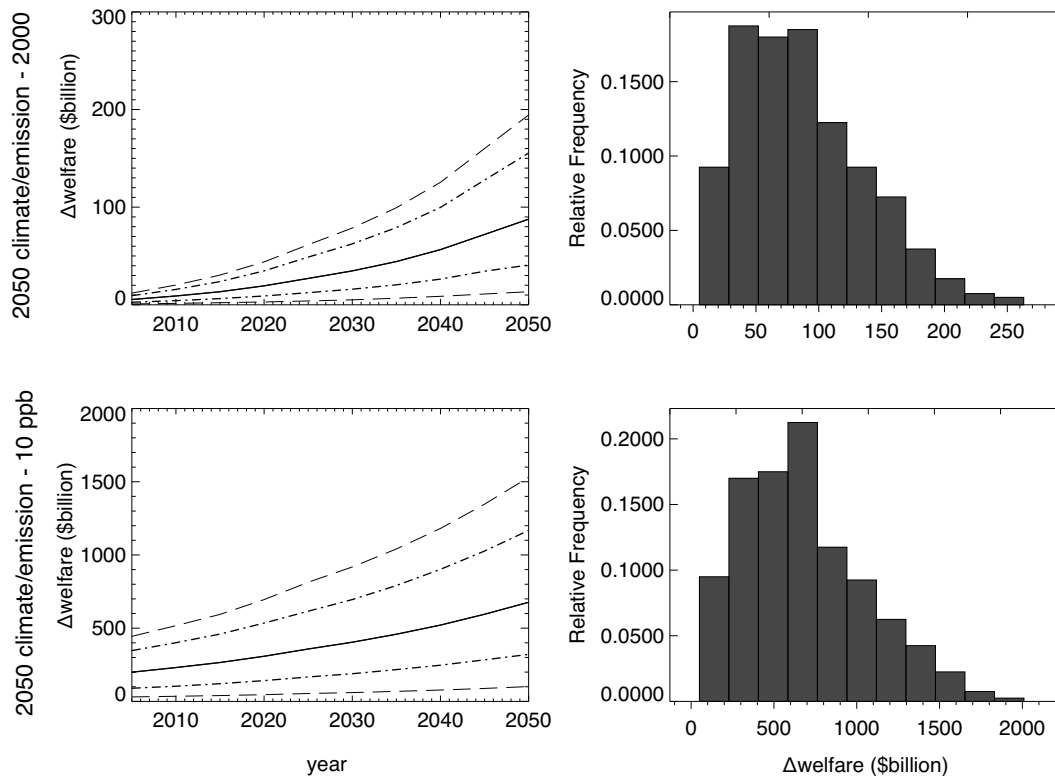 2050 climate/emission - 2000
Δwelfare ($billion)
300
200
100
0
2010 2020 2030 2040 2050
Relative Frequency
0.1500
0.1000
0.0500
0.0000
0 50 100 150 200 250
2050 climate/emission - 10 ppb
Δwelfare ($billion)
2000
1500
1000
500
0
2010 2020 2030 2040 2050
year
Relative Frequency
0.2000
0.1500
0.1000
0.0500
0.0000
0 500 1000 1500 2000
Δwelfare ($billion)